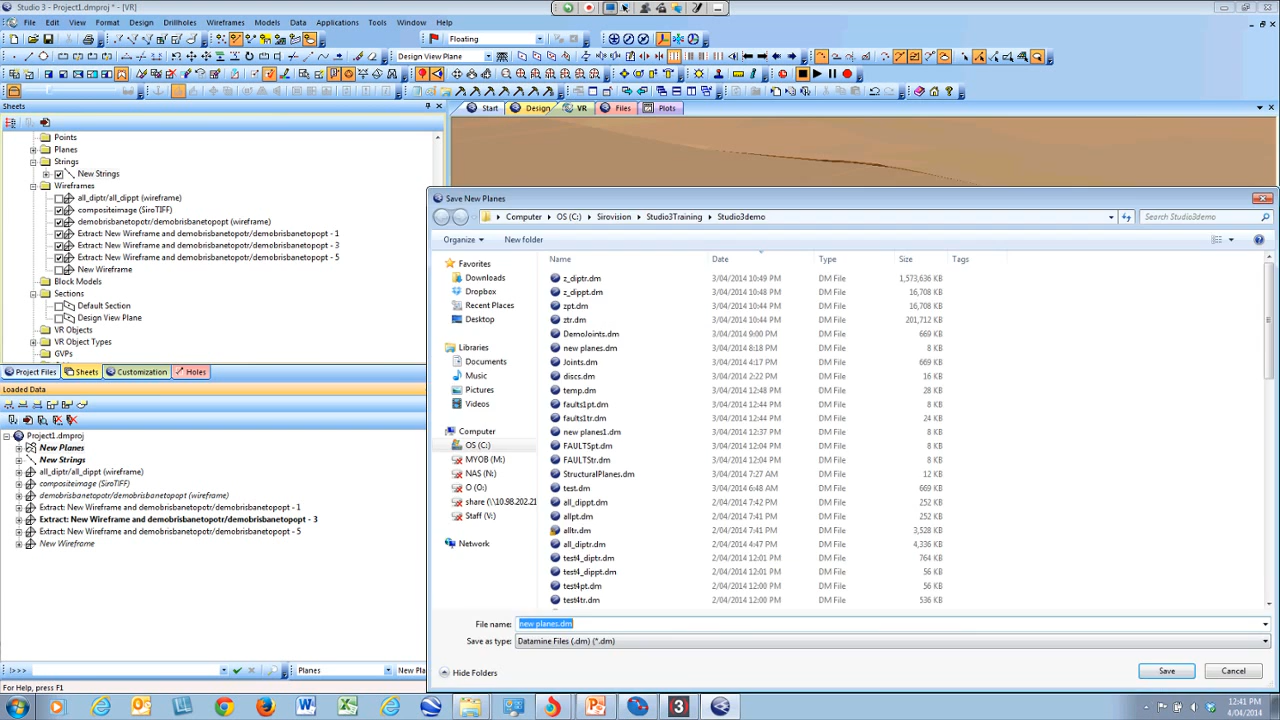 Studio 3 - Project1.dmproj * - [VR]
File Edit View Format Design Drillholes Wireframes Models Data Applications Tools Window Help
Floating
Design View Plane
Sheets
Start Design VR Files Plots
Points
Planes
Strings
New Strings
Wireframes
all_diptr/all_dippt (wireframe)
compositeimage (SiroTIFF)
demobrisbanetopotr/demobrisbanetopopt (wireframe)
Extract: New Wireframe and demobrisbanetopotr/demobrisbanetopopt - 1
Extract: New Wireframe and demobrisbanetopotr/demobrisbanetopopt - 3
Extract: New Wireframe and demobrisbanetopotr/demobrisbanetopopt - 5
New Wireframe
Block Models
Sections
Default Section
Design View Plane
VR Objects
VR Object Types
GVPs
Project Files Sheets Customization Holes
Loaded Data
Project1.dmproj
New Planes
New Strings
all_diptr/all_dippt (wireframe)
compositeimage (SiroTIFF)
demobrisbanetopotr/demobrisbanetopopt (wireframe)
Extract: New Wireframe and demobrisbanetopotr/demobrisbanetopopt - 1
Extract: New Wireframe and demobrisbanetopotr/demobrisbanetopopt - 3
Extract: New Wireframe and demobrisbanetopotr/demobrisbanetopopt - 5
New Wireframe
!>>> Planes New Pla
For Help, press F1
Save New Planes
Computer OS (C:) Sirovision Studio3Training Studio3demo
Search Studio3demo
Organize New folder
Favorites
Downloads
Dropbox
Recent Places
Desktop
Libraries
Documents
Music
Pictures
Videos
Computer
OS (C:)
MYOB (M:)
NAS (N:)
O (O:)
share (\\10.98.202.21
Staff (V:)
Network
Name Date Type Size Tags
z_diptr.dm 3/04/2014 10:49 PM DM File 1,573,636 KB
z_dippt.dm 3/04/2014 10:48 PM DM File 16,708 KB
zpt.dm 3/04/2014 10:44 PM DM File 16,708 KB
ztr.dm 3/04/2014 10:44 PM DM File 201,712 KB
DemoJoints.dm 3/04/2014 9:00 PM DM File 669 KB
new planes.dm 3/04/2014 8:18 PM DM File 8 KB
Joints.dm 3/04/2014 4:17 PM DM File 669 KB
discs.dm 3/04/2014 2:22 PM DM File 16 KB
temp.dm 3/04/2014 12:48 PM DM File 28 KB
faults1pt.dm 3/04/2014 12:44 PM DM File 8 KB
faults1tr.dm 3/04/2014 12:44 PM DM File 24 KB
new planes1.dm 3/04/2014 12:37 PM DM File 8 KB
FAULTSpt.dm 3/04/2014 12:04 PM DM File 8 KB
FAULTStr.dm 3/04/2014 12:04 PM DM File 8 KB
StructuralPlanes.dm 3/04/2014 7:27 AM DM File 12 KB
test.dm 3/04/2014 6:48 AM DM File 8 KB
all_dippt.dm 2/04/2014 7:42 PM DM File 252 KB
allpt.dm 2/04/2014 7:41 PM DM File 252 KB
alltr.dm 2/04/2014 7:41 PM DM File 3,528 KB
all_diptr.dm 2/04/2014 4:47 PM DM File 4,336 KB
test4_diptr.dm 2/04/2014 12:01 PM DM File 764 KB
test4_dippt.dm 2/04/2014 12:01 PM DM File 56 KB
test4pt.dm 2/04/2014 12:00 PM DM File 56 KB
test4tr.dm 2/04/2014 12:00 PM DM File 536 KB
File name: new planes.dm
Save as type: Datamine Files (.dm) (*.dm)
Hide Folders Save Cancel
12:41 PM
4/04/2014